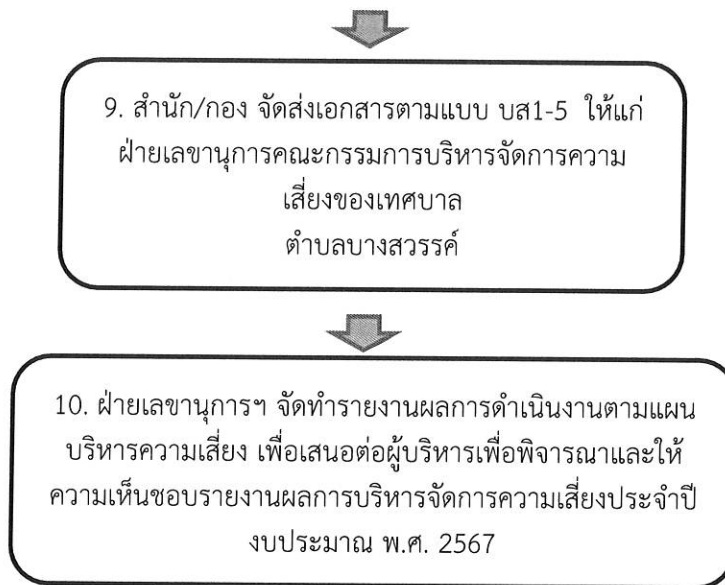 9. สำนัก/กอง จัดส่งเอกสารตามแบบ บส1-5 ให้แก่
ฝ่ายเลขานุการคณะกรรมการบริหารจัดการความ
เสี่ยงของเทศบาล
ตำบลบางสวรรค์
10. ฝ่ายเลขานุการฯ จัดทำรายงานผลการดำเนินงานตามแผน
บริหารความเสี่ยง เพื่อเสนอต่อผู้บริหารเพื่อพิจารณาและให้
ความเห็นชอบรายงานผลการบริหารจัดการความเสี่ยงประจำปี
งบประมาณ พ.ศ. 2567